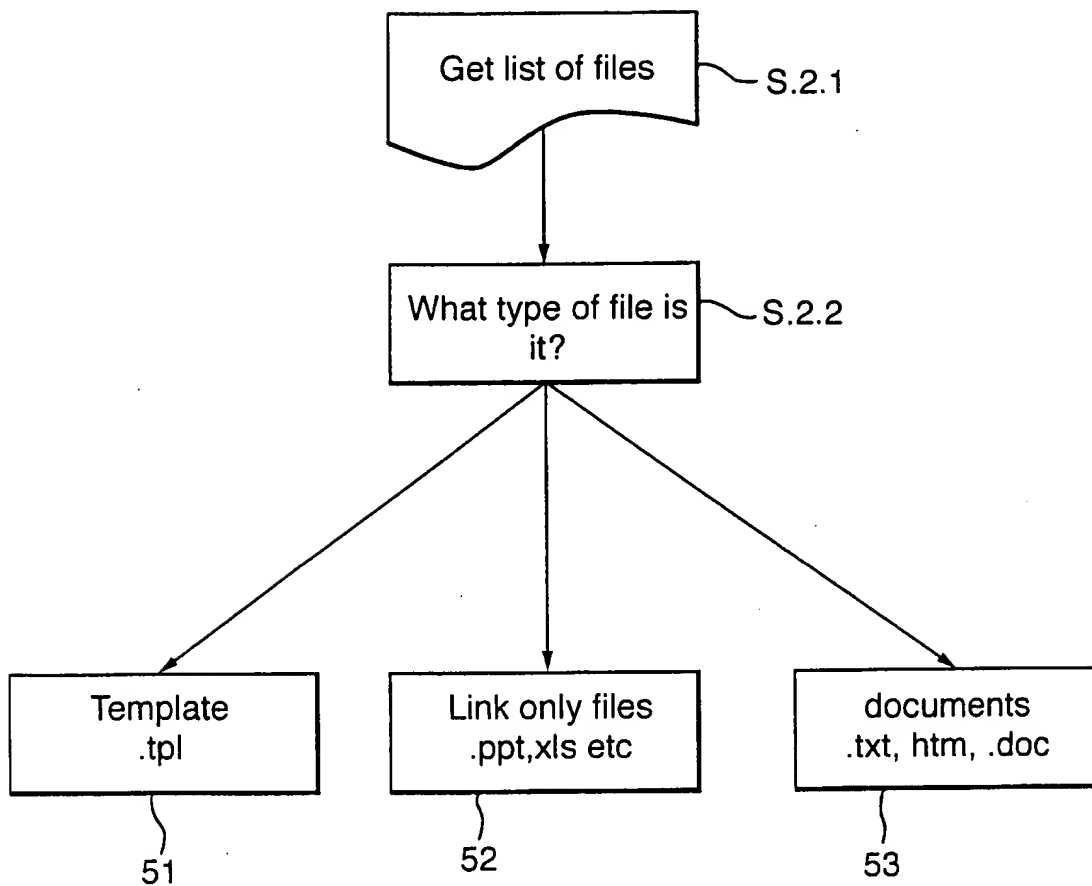 Get list of files
S.2.1
What type of file is
it?
S.2.2
Template
.tpl
51
Link only files
.ppt,xls etc
52
documents
.txt, htm, .doc
53